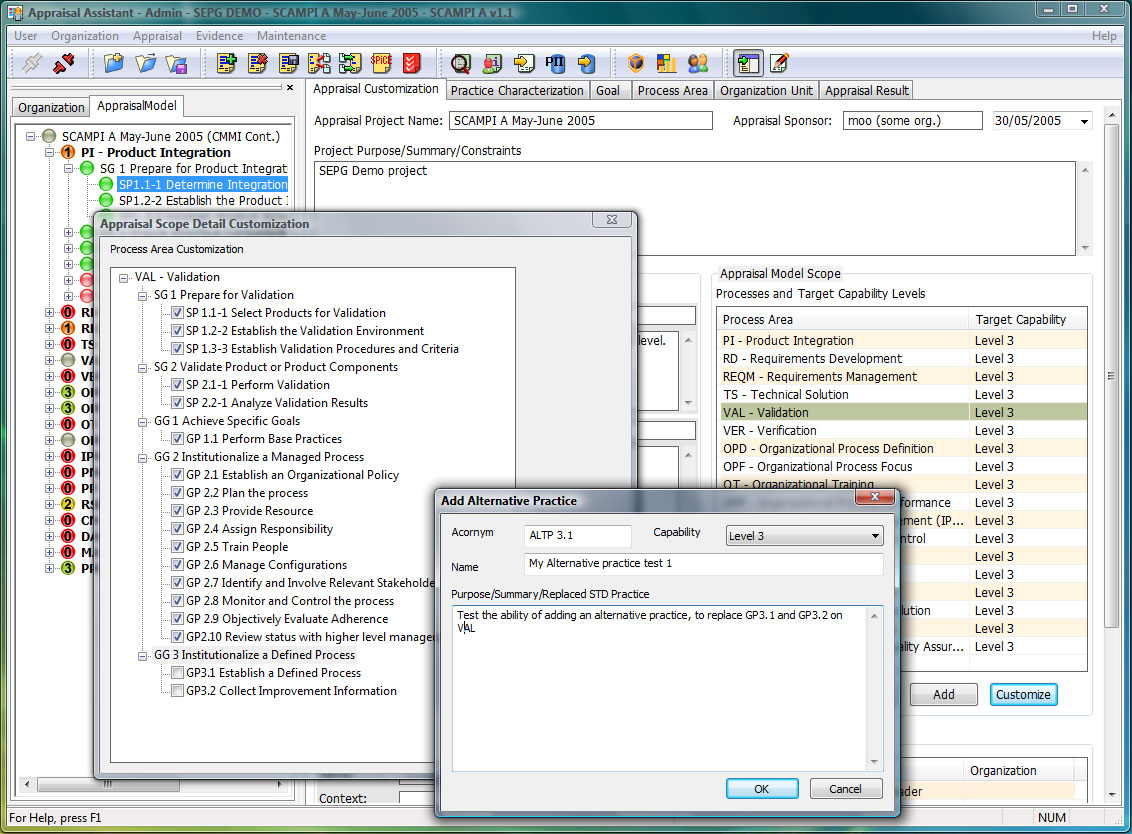 Appraisal Assistant - Admin - SEPG DEMO - SCAMPI A May-June 2005 - SCAMPI A v1.1
User Organization Appraisal Evidence Maintenance Help
SPiCE PII
Organization AppraisalModel
SCAMPI A May-June 2005 (CMMI Cont.)
1 PI - Product Integration
SG 1 Prepare for Product Integrat
SP1.1-1 Determine Integration
SP1.2-2 Establish the Product
0 RI
1 RI
0 TS
VA
0 VE
3 OI
3 OI
0 OT
OI
0 IP
0 PM
0 PP
2 RS
0 CM
0 DA
0 MA
3 PP
Appraisal Customization Practice Characterization Goal Process Area Organization Unit Appraisal Result
Appraisal Project Name: SCAMPI A May-June 2005 Appraisal Sponsor: moo (some org.) 30/05/2005
Project Purpose/Summary/Constraints
SEPG Demo project
level.
Appraisal Model Scope
Processes and Target Capability Levels
Process Area Target Capability
PI - Product Integration Level 3
RD - Requirements Development Level 3
REQM - Requirements Management Level 3
TS - Technical Solution Level 3
VAL - Validation Level 3
VER - Verification Level 3
OPD - Organizational Process Definition Level 3
OPF - Organizational Process Focus Level 3
OT - Organizational Training Level 3
formance Level 3
ement (IP... Level 3
ntrol Level 3
Level 3
Level 3
Level 3
lution Level 3
Level 3
ality Assur... Level 3
Add Customize
Organization
ader
Context:
Appraisal Scope Detail Customization
Process Area Customization
VAL - Validation
SG 1 Prepare for Validation
SP 1.1-1 Select Products for Validation
SP 1.2-2 Establish the Validation Environment
SP 1.3-3 Establish Validation Procedures and Criteria
SG 2 Validate Product or Product Components
SP 2.1-1 Perform Validation
SP 2.2-1 Analyze Validation Results
GG 1 Achieve Specific Goals
GP 1.1 Perform Base Practices
GG 2 Institutionalize a Managed Process
GP 2.1 Establish an Organizational Policy
GP 2.2 Plan the process
GP 2.3 Provide Resource
GP 2.4 Assign Responsibility
GP 2.5 Train People
GP 2.6 Manage Configurations
GP 2.7 Identify and Involve Relevant Stakeholde
GP 2.8 Monitor and Control the process
GP 2.9 Objectively Evaluate Adherence
GP2.10 Review status with higher level manage
GG 3 Institutionalize a Defined Process
GP3.1 Establish a Defined Process
GP3.2 Collect Improvement Information
Add Alternative Practice
Acornym ALTP 3.1 Capability Level 3
Name My Alternative practice test 1
Purpose/Summary/Replaced STD Practice
Test the ability of adding an alternative practice, to replace GP3.1 and GP3.2 on
VAL
OK Cancel
For Help, press F1 NUM